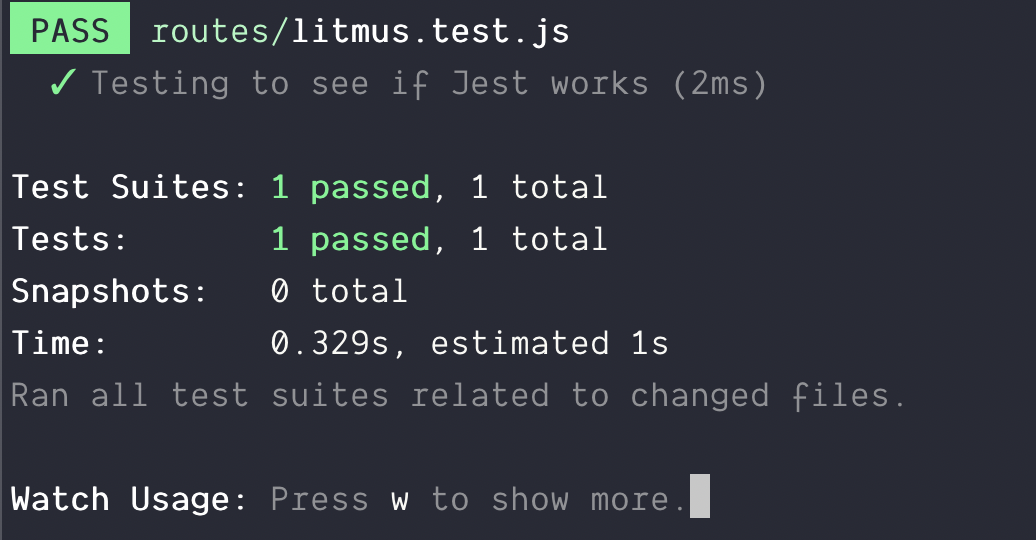 PASS routes/litmus.test.js
✓ Testing to see if Jest works (2ms)
Test Suites: 1 passed, 1 total
Tests: 1 passed, 1 total
Snapshots: 0 total
Time: 0.329s, estimated 1s
Ran all test suites related to changed files.
Watch Usage: Press w to show more.